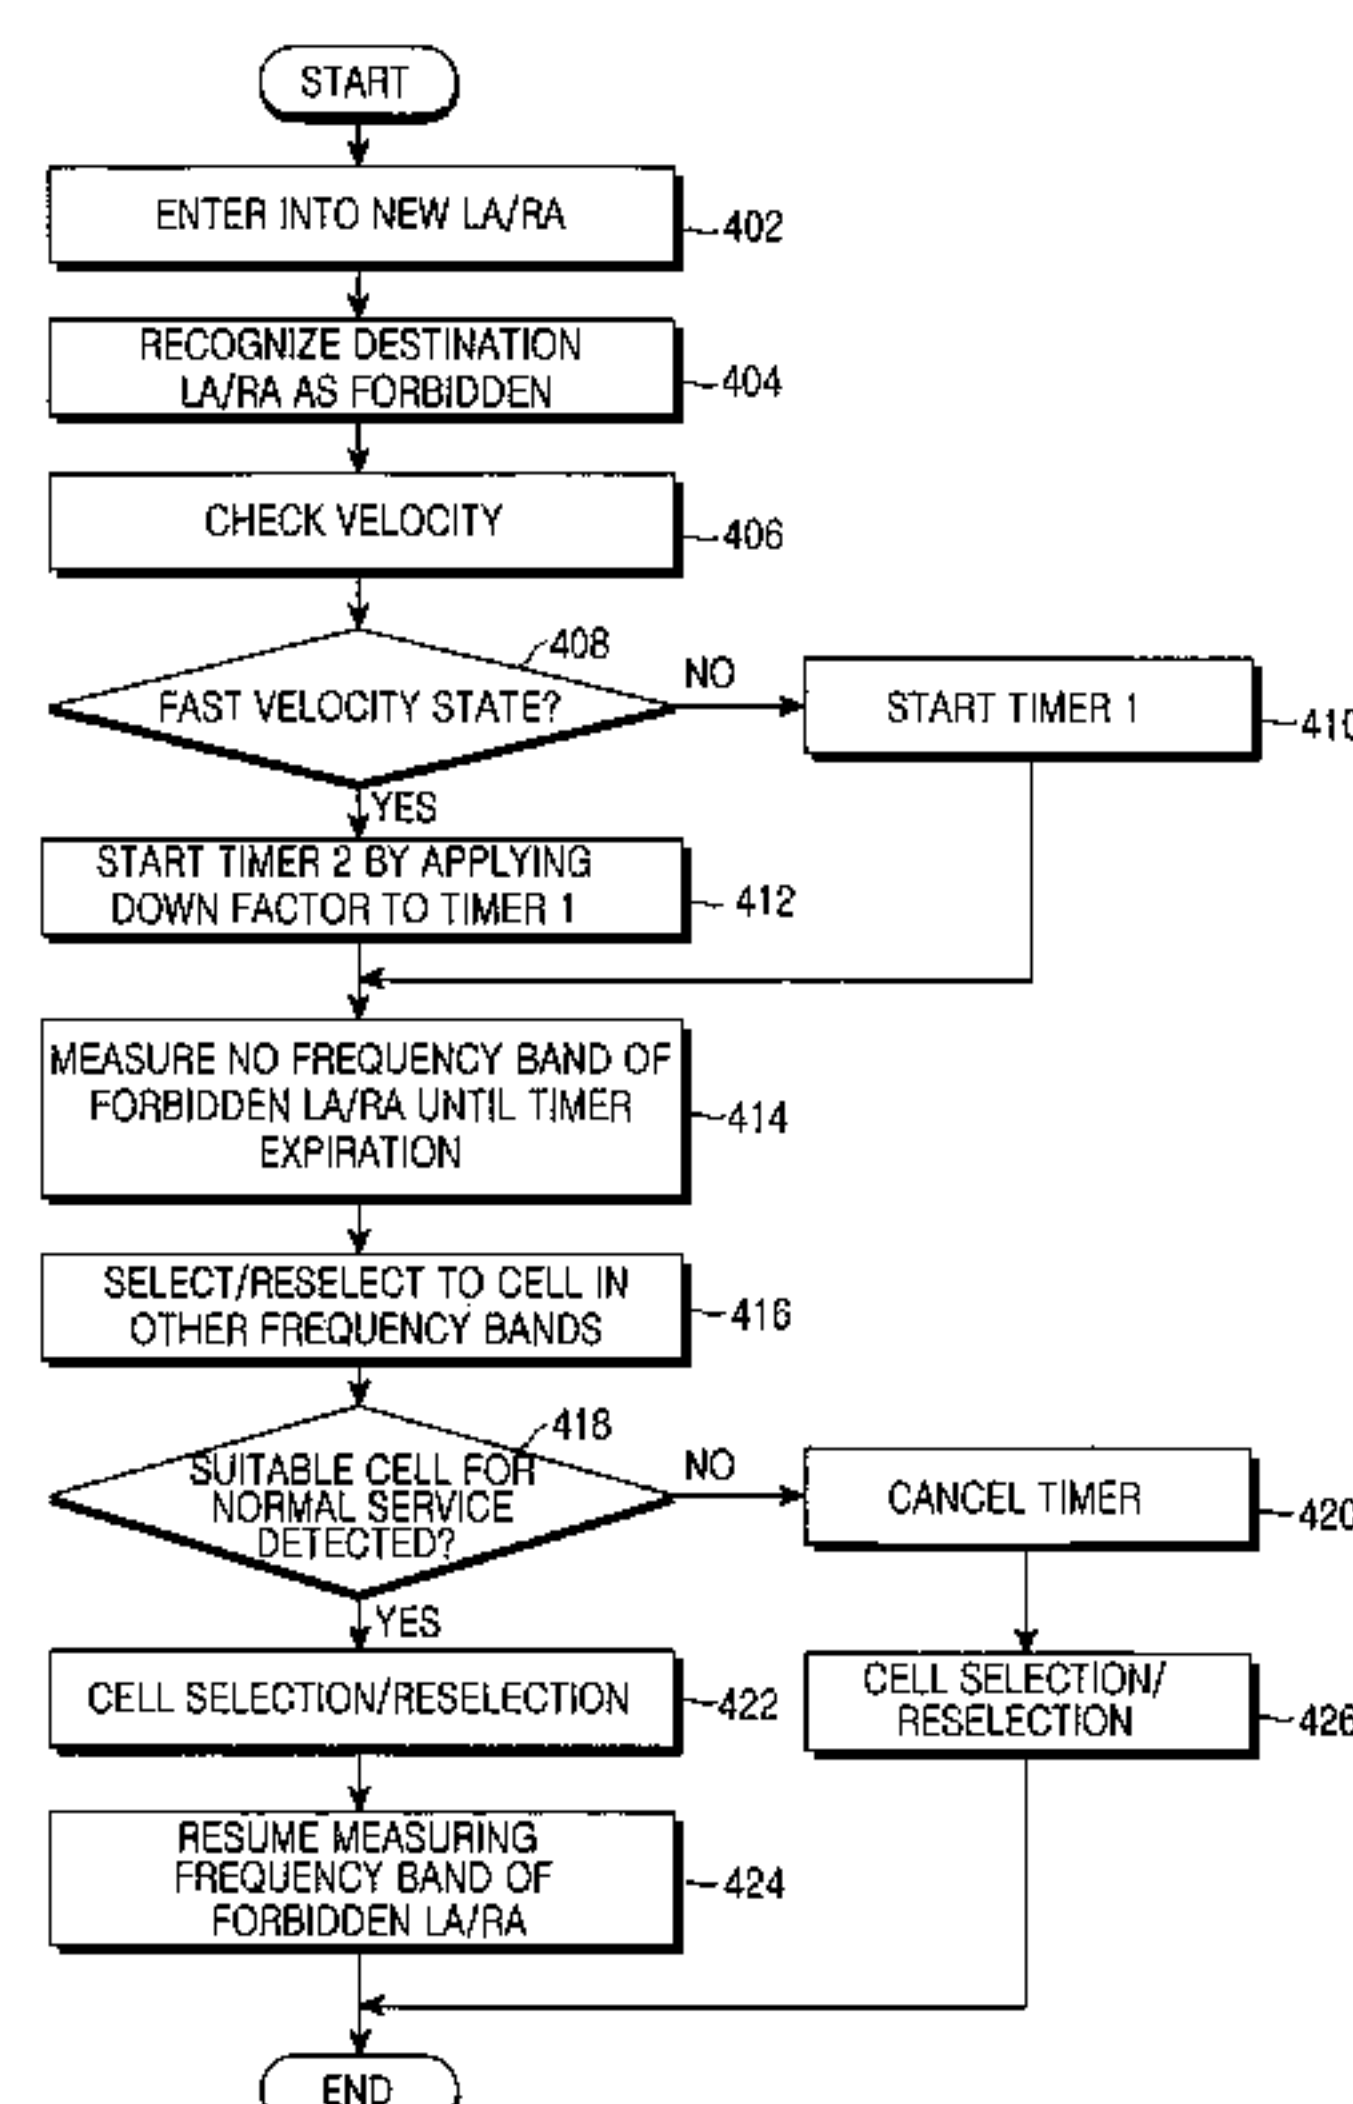 START
ENTER INTO NEW LA/RA
402
RECOGNIZE DESTINATION
LA/RA AS FORBIDDEN
404
CHECK VELOCITY
406
408
FAST VELOCITY STATE?
NO
START TIMER 1
410
YES
START TIMER 2 BY APPLYING
DOWN FACTOR TO TIMER 1
412
MEASURE NO FREQUENCY BAND OF
FORBIDDEN LA/RA UNTIL TIMER
EXPIRATION
414
SELECT/RESELECT TO CELL IN
OTHER FREQUENCY BANDS
416
418
SUITABLE CELL FOR
NORMAL SERVICE
DETECTED?
NO
CANCEL TIMER
420
YES
CELL SELECTION/RESELECTION
422
CELL SELECTION/
RESELECTION
426
RESUME MEASURING
FREQUENCY BAND OF
FORBIDDEN LA/RA
424
END